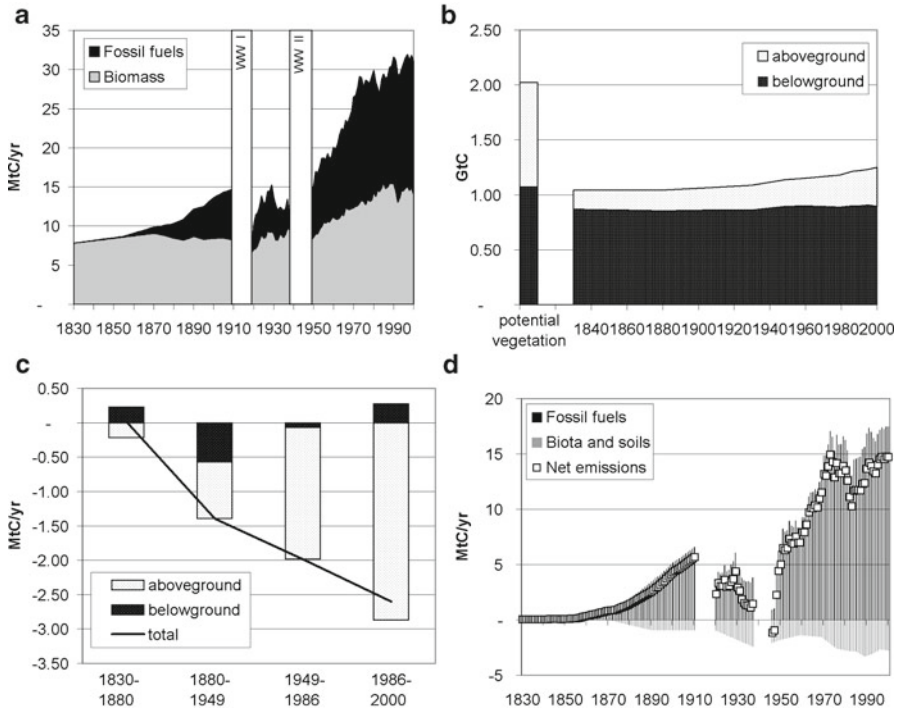 a
MtC/yr
35
30
25
20
15
10
5
-
Fossil fuels
Biomass
WW I
WW II
1830 1850 1870 1890 1910 1930 1950 1970 1990
b
GtC
2.50
2.00
1.50
1.00
0.50
-
aboveground
belowground
potential
vegetation
1840 1860 1880 1900 1920 1940 1960 1980 2000
c
MtC/yr
0.50
-
-0.50
-1.00
-1.50
-2.00
-2.50
-3.00
-3.50
aboveground
belowground
total
1830-
1880
1880-
1949
1949-
1986
1986-
2000
d
MtC/yr
20
15
10
5
-
-5
Fossil fuels
Biota and soils
Net emissions
1830 1850 1870 1890 1910 1930 1950 1970 1990